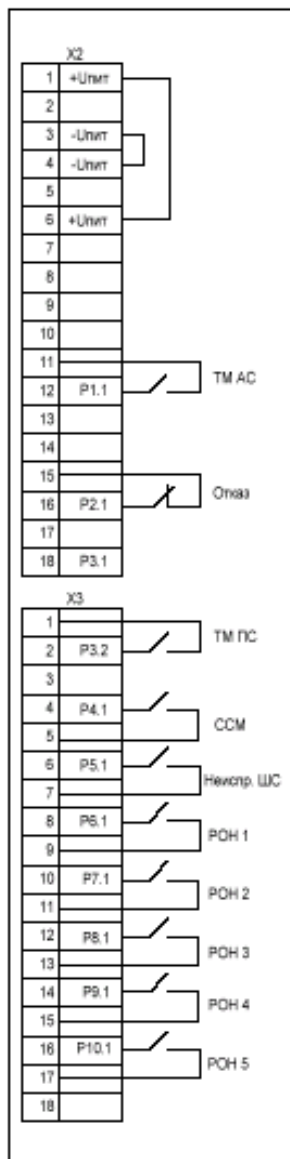 X2
1 +Uпит
2
3 -Uпит
4 -Uпит
5
6 +Uпит
7
8
9
10
11
ТМ АС
12 P1.1
13
14
15
Отказ
16 P2.1
17
18 P3.1
X3
1
ТМ ПС
2 P3.2
3
4 P4.1
ССМ
5
6 P5.1
Неиспр. ШС
7
8 P6.1
РОН 1
9
10 P7.1
РОН 2
11
12 P8.1
РОН 3
13
14 P9.1
РОН 4
15
16 P10.1
РОН 5
17
18